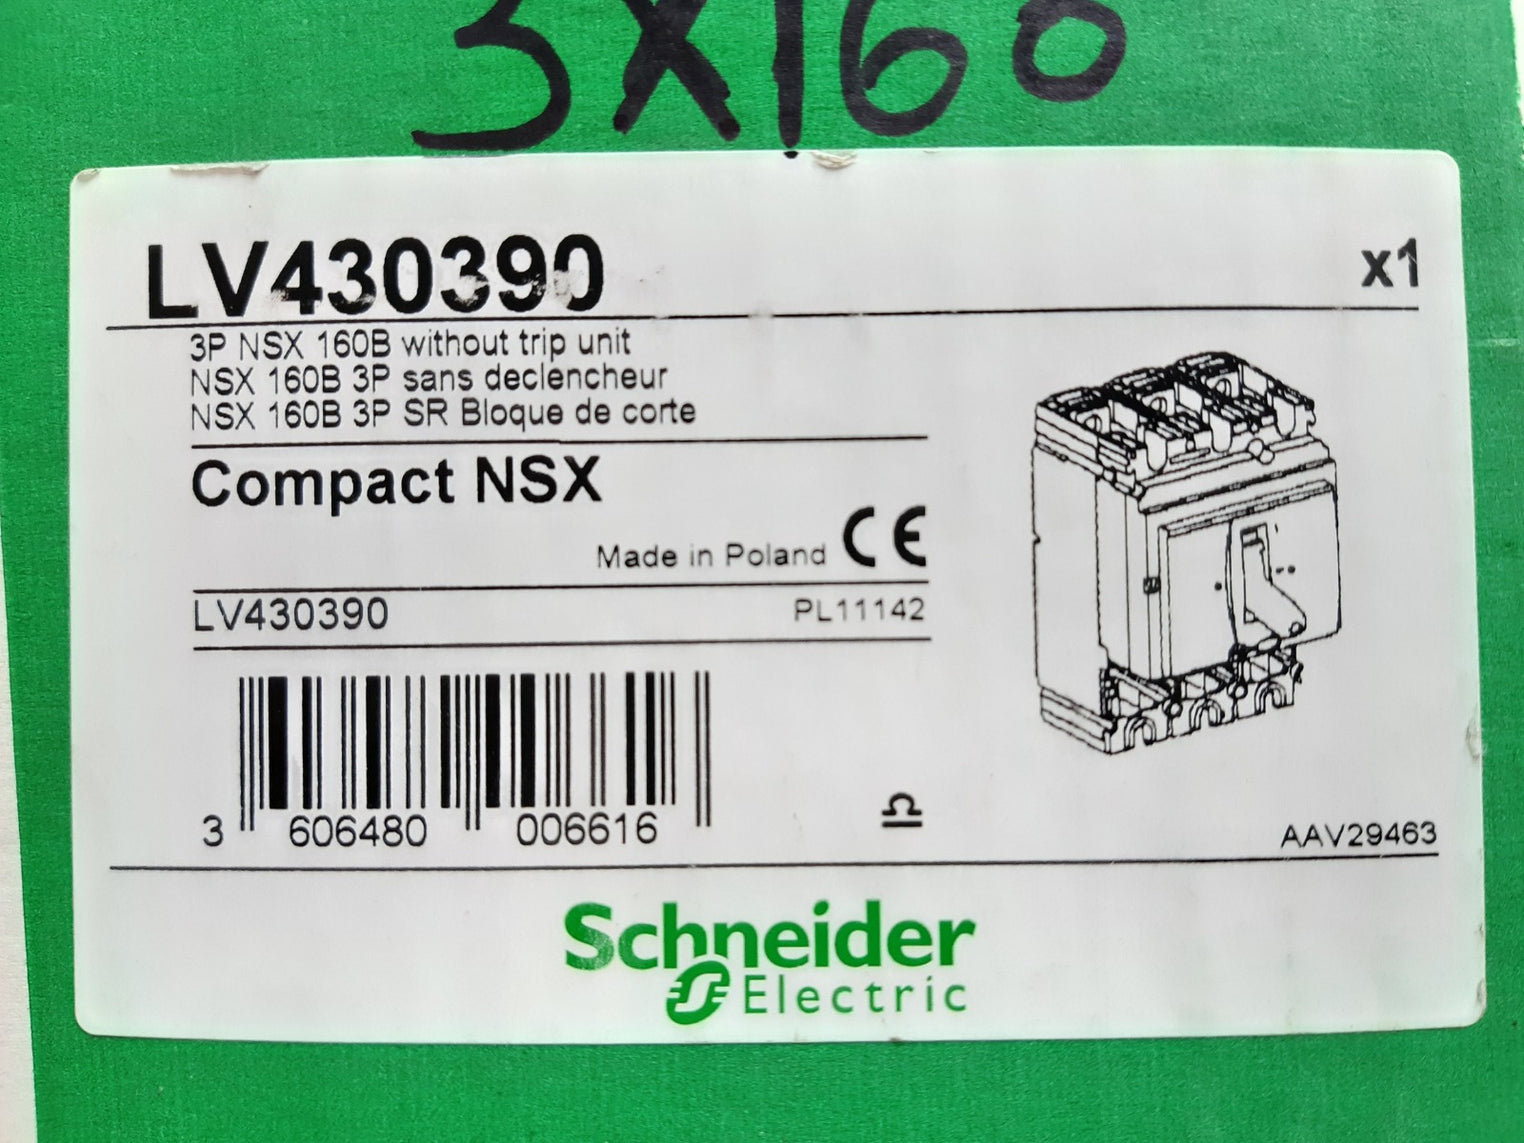 3X160
LV430390
x1
3P NSX 160B without trip unit
NSX 160B 3P sans declencheur
NSX 160B 3P SR Bloque de corte
Compact NSX
Made in Poland CE
LV430390 PL11142
3 606480 006616
AAV29463
Schneider
Electric